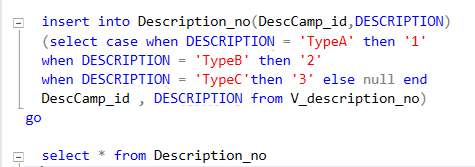 insert into Description_no(DescCamp_id,DESCRIPTION)
(select case when DESCRIPTION = 'TypeA' then '1'
when DESCRIPTION = 'TypeB' then '2'
when DESCRIPTION = 'TypeC'then '3' else null end
DescCamp_id , DESCRIPTION from V_description_no)
go
select * from Description_no